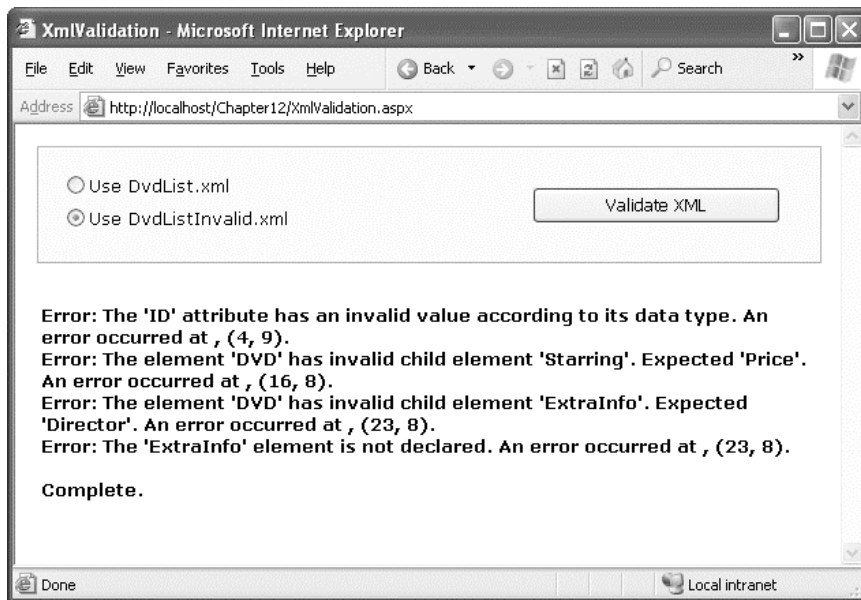 XmlValidation - Microsoft Internet Explorer
File Edit View Favorites Tools Help Back Search »
Address http://localhost/Chapter12/XmlValidation.aspx
Use DvdList.xml
Use DvdListInvalid.xml
Validate XML
Error: The 'ID' attribute has an invalid value according to its data type. An
error occurred at , (4, 9).
Error: The element 'DVD' has invalid child element 'Starring'. Expected 'Price'.
An error occurred at , (16, 8).
Error: The element 'DVD' has invalid child element 'ExtraInfo'. Expected
'Director'. An error occurred at , (23, 8).
Error: The 'ExtraInfo' element is not declared. An error occurred at , (23, 8).
Complete.
Done Local intranet